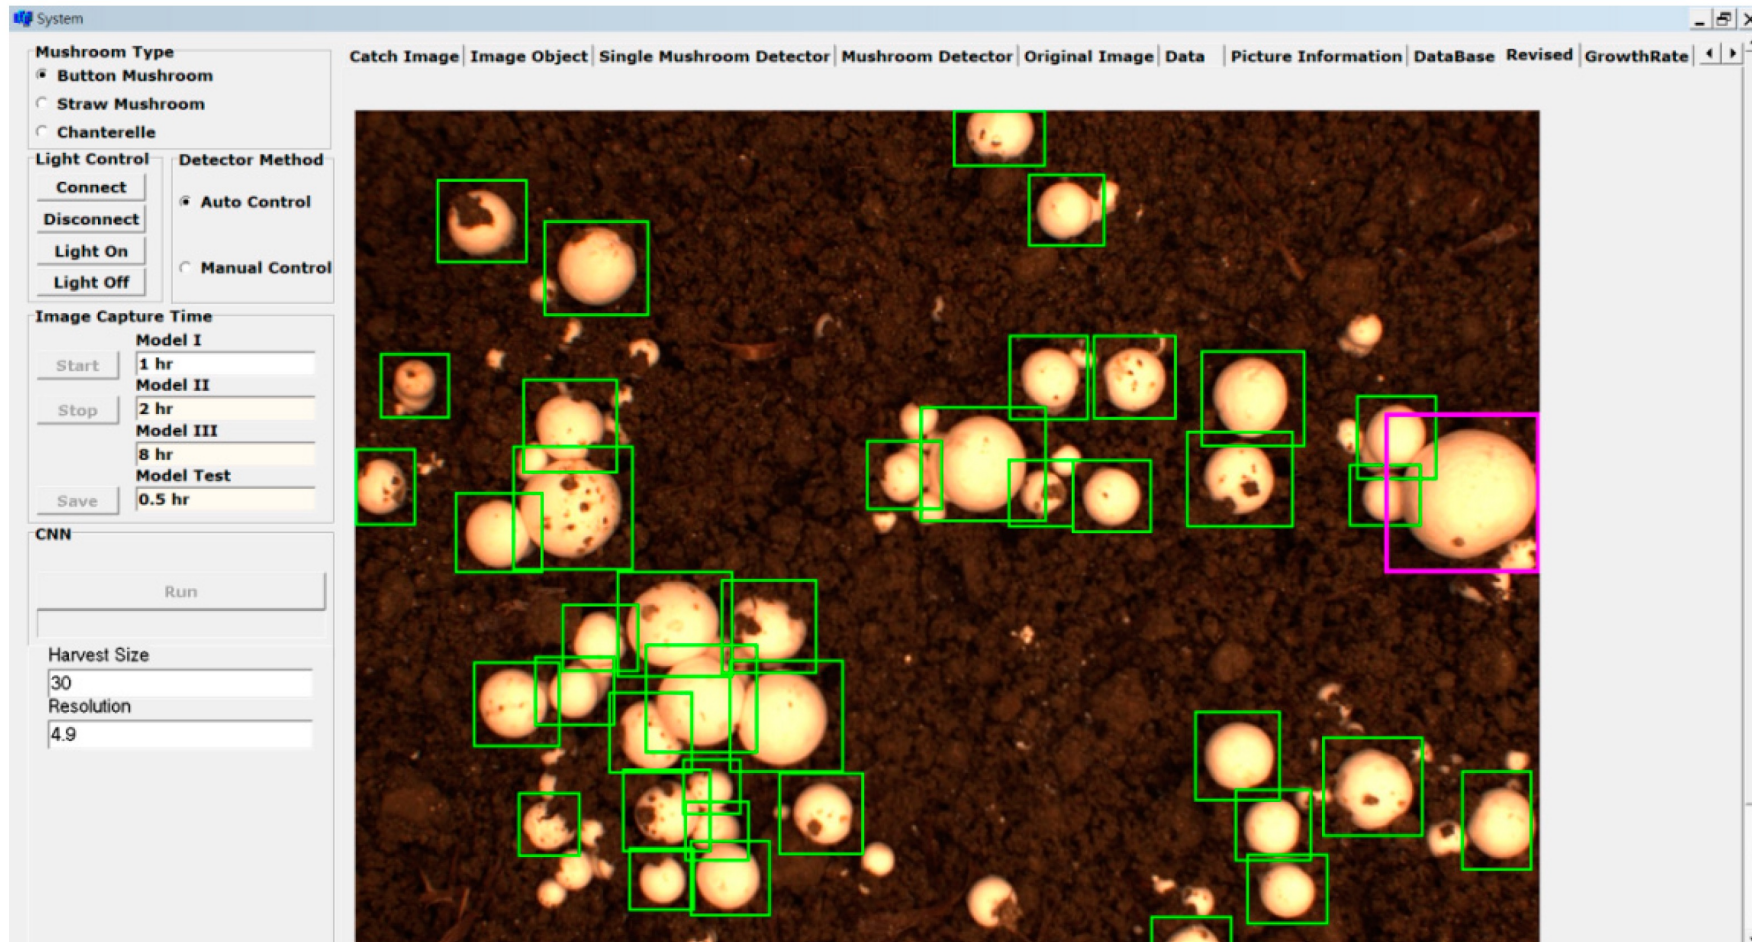 System
Mushroom Type
Button Mushroom
Straw Mushroom
Chanterelle
Light Control
Connect
Disconnect
Light On
Light Off
Detector Method
Auto Control
Manual Control
Image Capture Time
Model I
Start
1 hr
Model II
Stop
2 hr
Model III
8 hr
Model Test
Save
0.5 hr
CNN
Run
Harvest Size
30
Resolution
4.9
Catch Image Image Object Single Mushroom Detector Mushroom Detector Original Image Data Picture Information DataBase Revised GrowthRate